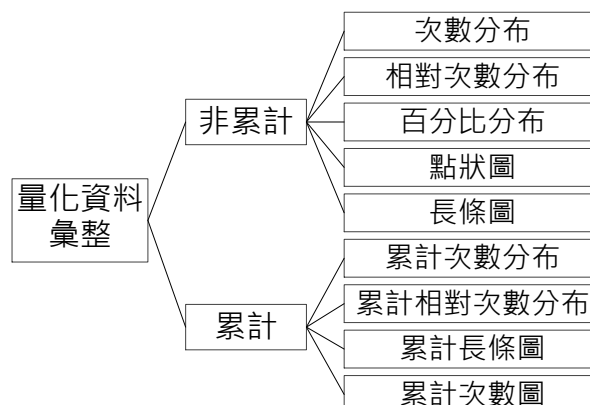 量化資料
彙整
非累計
次數分布
相對次數分布
百分比分布
點狀圖
長條圖
累計
累計次數分布
累計相對次數分布
累計長條圖
累計次數圖